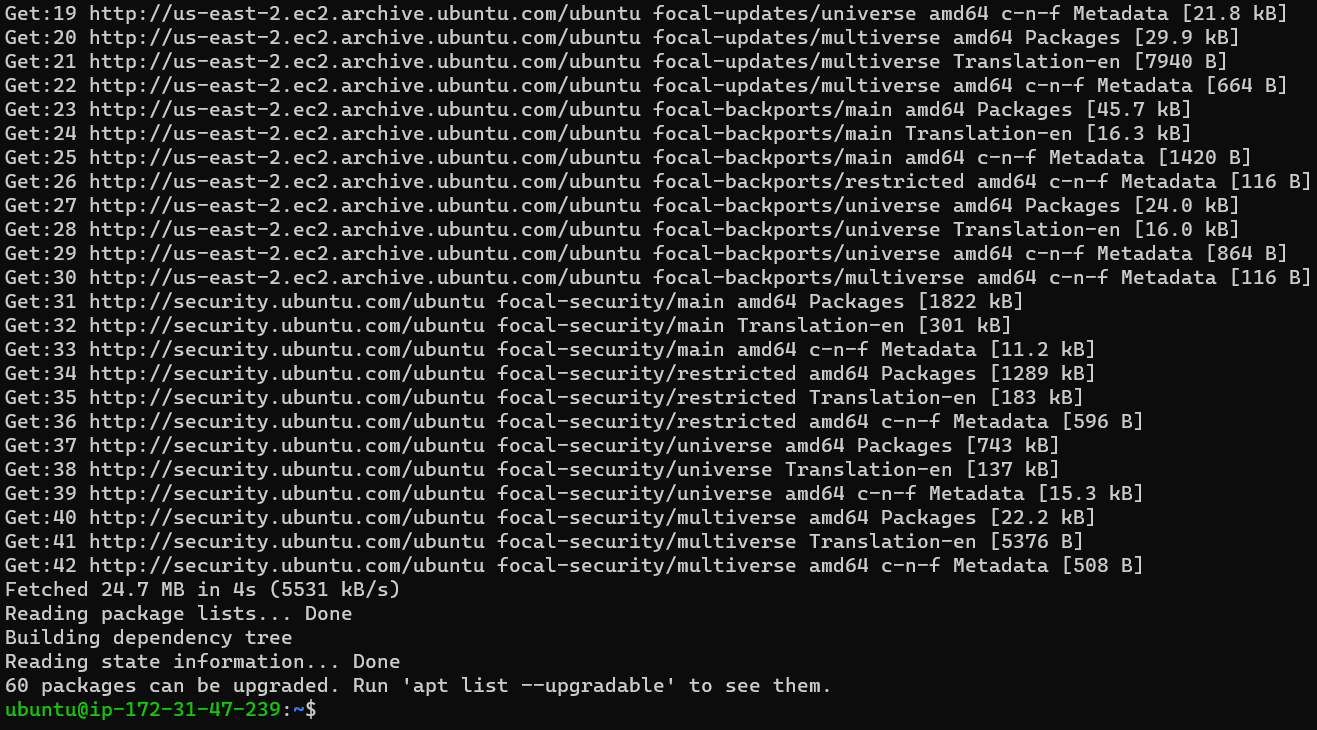 Get:19 http://us-east-2.ec2.archive.ubuntu.com/ubuntu focal-updates/universe amd64 c-n-f Metadata [21.8 kB]
Get:20 http://us-east-2.ec2.archive.ubuntu.com/ubuntu focal-updates/multiverse amd64 Packages [29.9 kB]
Get:21 http://us-east-2.ec2.archive.ubuntu.com/ubuntu focal-updates/multiverse Translation-en [7940 B]
Get:22 http://us-east-2.ec2.archive.ubuntu.com/ubuntu focal-updates/multiverse amd64 c-n-f Metadata [664 B]
Get:23 http://us-east-2.ec2.archive.ubuntu.com/ubuntu focal-backports/main amd64 Packages [45.7 kB]
Get:24 http://us-east-2.ec2.archive.ubuntu.com/ubuntu focal-backports/main Translation-en [16.3 kB]
Get:25 http://us-east-2.ec2.archive.ubuntu.com/ubuntu focal-backports/main amd64 c-n-f Metadata [1420 B]
Get:26 http://us-east-2.ec2.archive.ubuntu.com/ubuntu focal-backports/restricted amd64 c-n-f Metadata [116 B]
Get:27 http://us-east-2.ec2.archive.ubuntu.com/ubuntu focal-backports/universe amd64 Packages [24.0 kB]
Get:28 http://us-east-2.ec2.archive.ubuntu.com/ubuntu focal-backports/universe Translation-en [16.0 kB]
Get:29 http://us-east-2.ec2.archive.ubuntu.com/ubuntu focal-backports/universe amd64 c-n-f Metadata [864 B]
Get:30 http://us-east-2.ec2.archive.ubuntu.com/ubuntu focal-backports/multiverse amd64 c-n-f Metadata [116 B]
Get:31 http://security.ubuntu.com/ubuntu focal-security/main amd64 Packages [1822 kB]
Get:32 http://security.ubuntu.com/ubuntu focal-security/main Translation-en [301 kB]
Get:33 http://security.ubuntu.com/ubuntu focal-security/main amd64 c-n-f Metadata [11.2 kB]
Get:34 http://security.ubuntu.com/ubuntu focal-security/restricted amd64 Packages [1289 kB]
Get:35 http://security.ubuntu.com/ubuntu focal-security/restricted Translation-en [183 kB]
Get:36 http://security.ubuntu.com/ubuntu focal-security/restricted amd64 c-n-f Metadata [596 B]
Get:37 http://security.ubuntu.com/ubuntu focal-security/universe amd64 Packages [743 kB]
Get:38 http://security.ubuntu.com/ubuntu focal-security/universe Translation-en [137 kB]
Get:39 http://security.ubuntu.com/ubuntu focal-security/universe amd64 c-n-f Metadata [15.3 kB]
Get:40 http://security.ubuntu.com/ubuntu focal-security/multiverse amd64 Packages [22.2 kB]
Get:41 http://security.ubuntu.com/ubuntu focal-security/multiverse Translation-en [5376 B]
Get:42 http://security.ubuntu.com/ubuntu focal-security/multiverse amd64 c-n-f Metadata [508 B]
Fetched 24.7 MB in 4s (5531 kB/s)
Reading package lists... Done
Building dependency tree
Reading state information... Done
60 packages can be upgraded. Run 'apt list --upgradable' to see them.
ubuntu@ip-172-31-47-239:~$